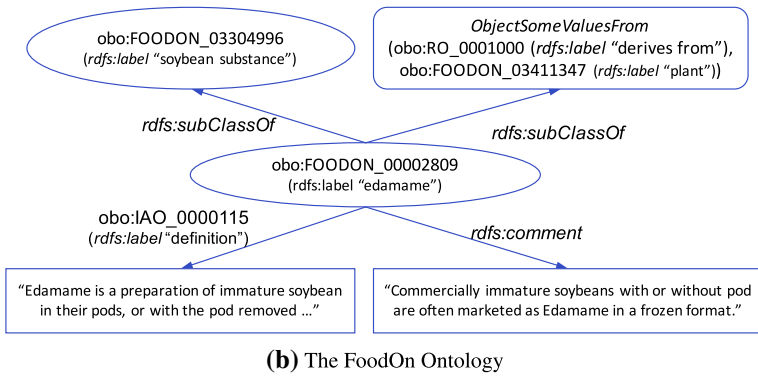 obo:FOODON_03304996
(rdfs:label “soybean substance”)
ObjectSomeValuesFrom
(obo:RO_0001000 (rdfs:label “derives from”),
obo:FOODON_03411347 (rdfs:label “plant”))
rdfs:subClassOf
rdfs:subClassOf
obo:FOODON_00002809
(rdfs:label “edamame”)
obo:IAO_0000115
(rdfs:label “definition”)
rdfs:comment
“Edamame is a preparation of immature soybean
in their pods, or with the pod removed ...”
“Commercially immature soybeans with or without pod
are often marketed as Edamame in a frozen format.”
(b) The FoodOn Ontology